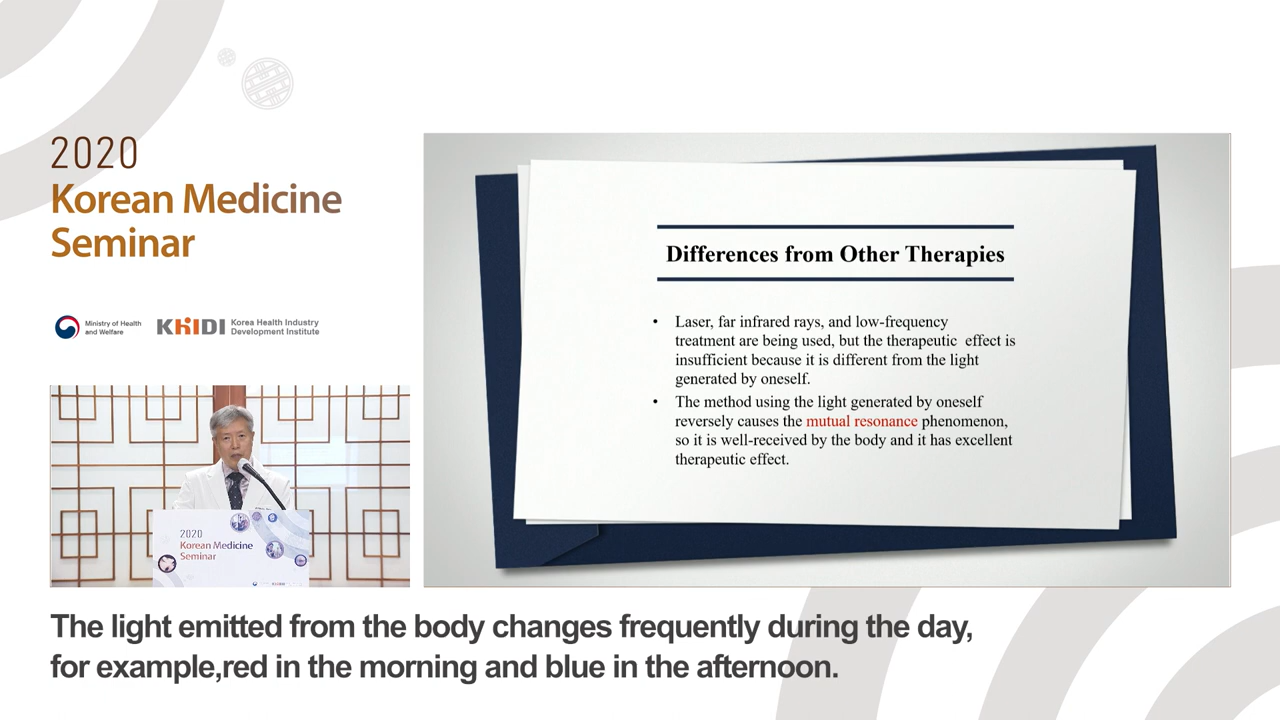 2020
Korean Medicine
Seminar
Ministry of Health
and Welfare
KHIDI
Korea Health Industry
Development Institute
Differences from Other Therapies
• Laser, far infrared rays, and low-frequency
treatment are being used, but the therapeutic effect is
insufficient because it is different from the light
generated by oneself.
• The method using the light generated by oneself
reversely causes the mutual resonance phenomenon,
so it is well-received by the body and it has excellent
therapeutic effect.
2020
Korean Medicine
Seminar
The light emitted from the body changes frequently during the day,
for example,red in the morning and blue in the afternoon.